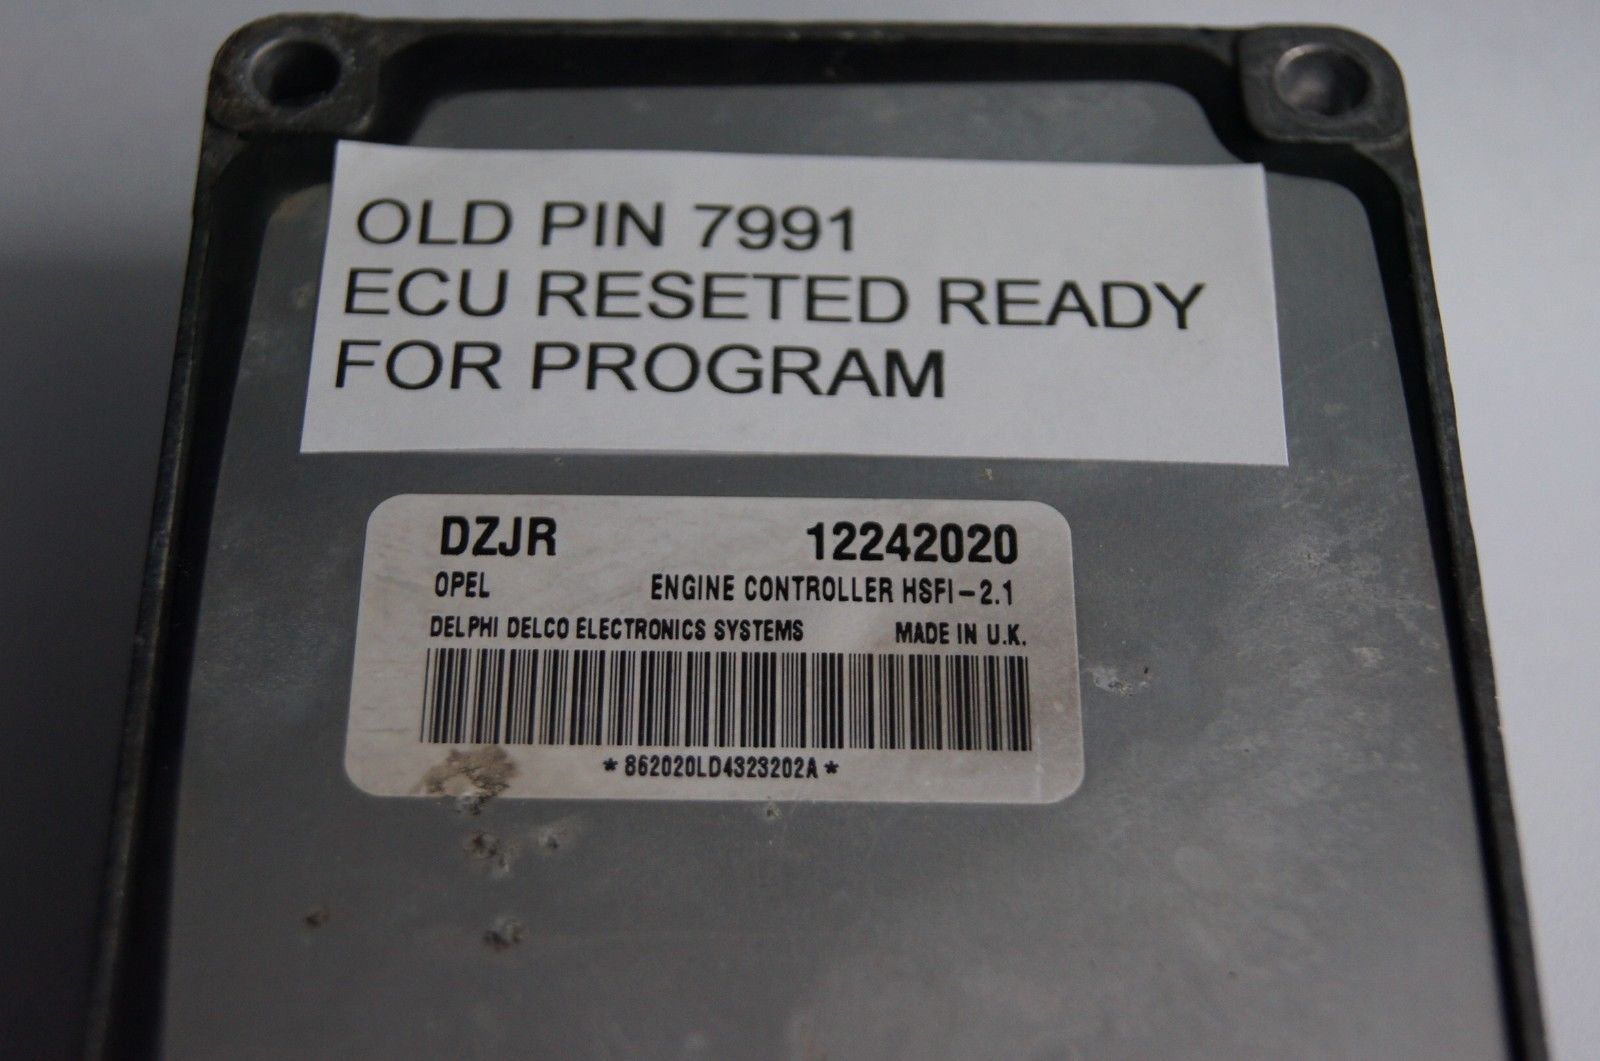 OLD PIN 7991
ECU RESETED READY
FOR PROGRAM
DZJR 12242020
OPEL ENGINE CONTROLLER HSFI-2.1
DELPHI DELCO ELECTRONICS SYSTEMS MADE IN U.K.
*862020LD4323202A*